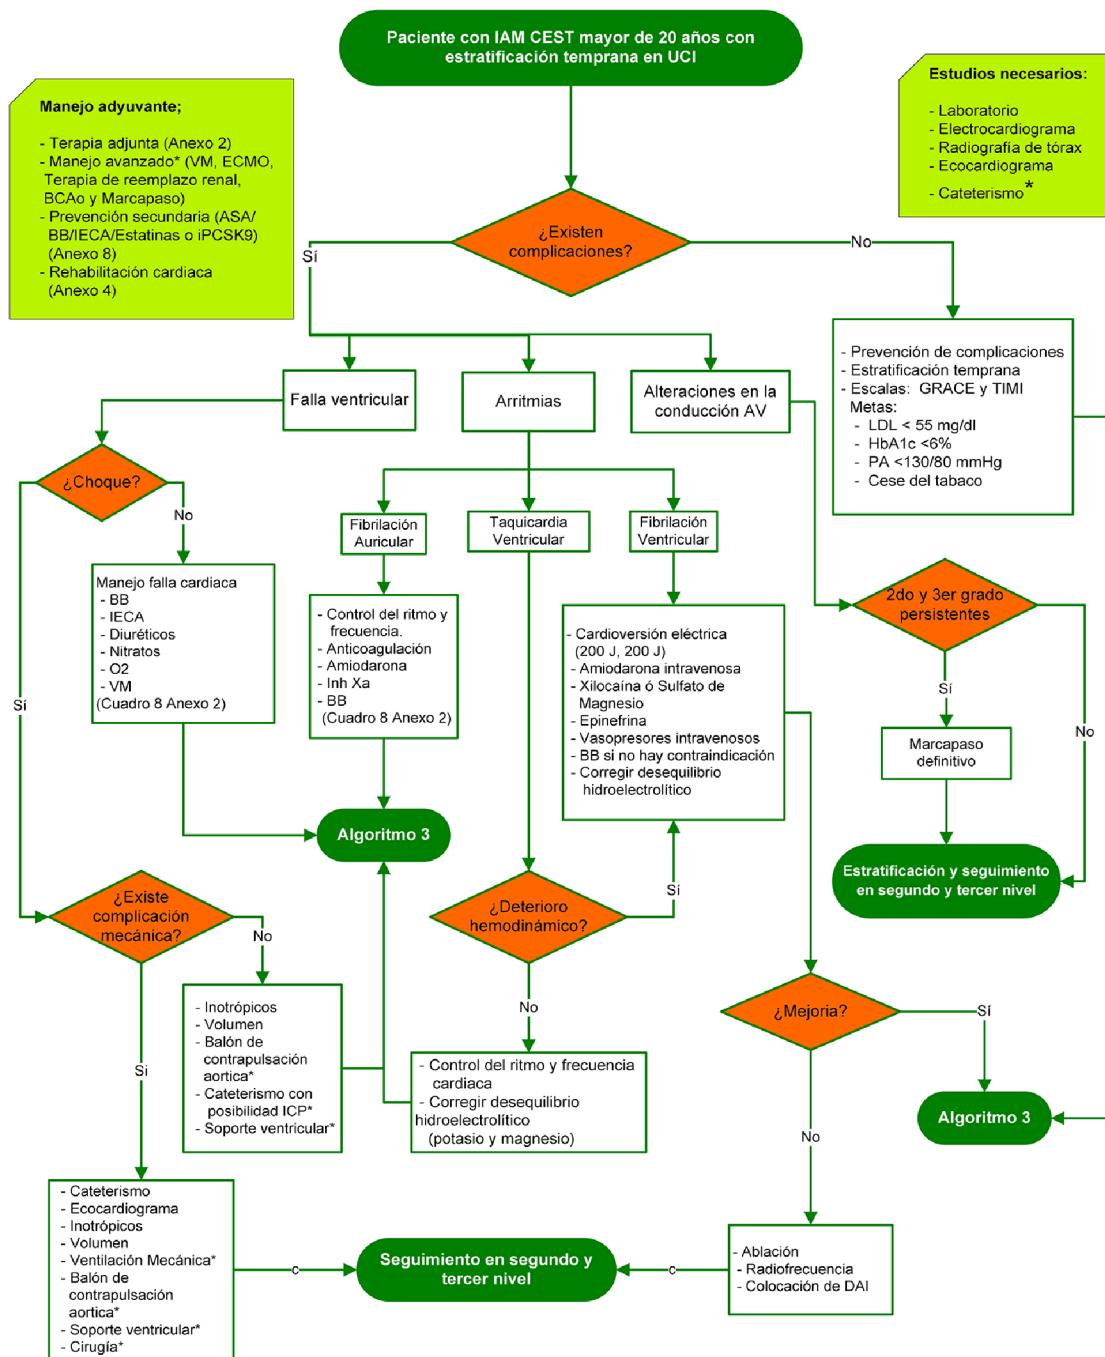 Paciente con IAM CEST mayor de 20 años con
estratificación temprana en UCI
Manejo adyuvante;
- Terapia adjunta (Anexo 2)
- Manejo avanzado* (VM, ECMO,
Terapia de reemplazo renal,
BCAo y Marcapaso)
- Prevención secundaria (ASA/
BB/IECA/Estatinas o iPCSK9)
(Anexo 8)
- Rehabilitación cardiaca
(Anexo 4)
Estudios necesarios:
- Laboratorio
- Electrocardiograma
- Radiografía de tórax
- Ecocardiograma
- Cateterismo*
¿Existen
complicaciones?
Sí
No
- Prevención de complicaciones
- Estratificación temprana
- Escalas: GRACE y TIMI
Metas:
- LDL < 55 mg/dl
- HbA1c <6%
- PA <130/80 mmHg
- Cese del tabaco
Falla ventricular
Arritmias
Alteraciones en la
conducción AV
¿Choque?
No
Sí
Fibrilación
Auricular
Taquicardia
Ventricular
Fibrilación
Ventricular
Manejo falla cardiaca
- BB
- IECA
- Diuréticos
- Nitratos
- O2
- VM
(Cuadro 8 Anexo 2)
- Control del ritmo y
frecuencia.
- Anticoagulación
- Amiodarona
- Inh Xa
- BB
(Cuadro 8 Anexo 2)
- Cardioversión eléctrica
(200 J, 200 J)
- Amiodarona intravenosa
- Xilocaína ó Sulfato de
Magnesio
- Epinefrina
- Vasopresores intravenosos
- BB si no hay contraindicación
- Corregir desequilibrio
hidroelectrolítico
2do y 3er grado
persistentes
Sí
No
Marcapaso
definitivo
Estratificación y seguimiento
en segundo y tercer nivel
Algoritmo 3
¿Existe
complicación
mecánica?
No
Si
¿Deterioro
hemodinámico?
Sí
No
- Inotrópicos
- Volumen
- Balón de
contrapulsación
aortica*
- Cateterismo con
posibilidad ICP*
- Soporte ventricular*
- Control del ritmo y frecuencia
cardiaca
- Corregir desequilibrio
hidroelectrolítico
(potasio y magnesio)
¿Mejoria?
Sí
No
Algoritmo 3
- Cateterismo
- Ecocardiograma
- Inotrópicos
- Volumen
- Ventilación Mecánica*
- Balón de
contrapulsación
aortica*
- Soporte ventricular*
- Cirugía*
c
Seguimiento en segundo y
tercer nivel
c
- Ablación
- Radiofrecuencia
- Colocación de DAI